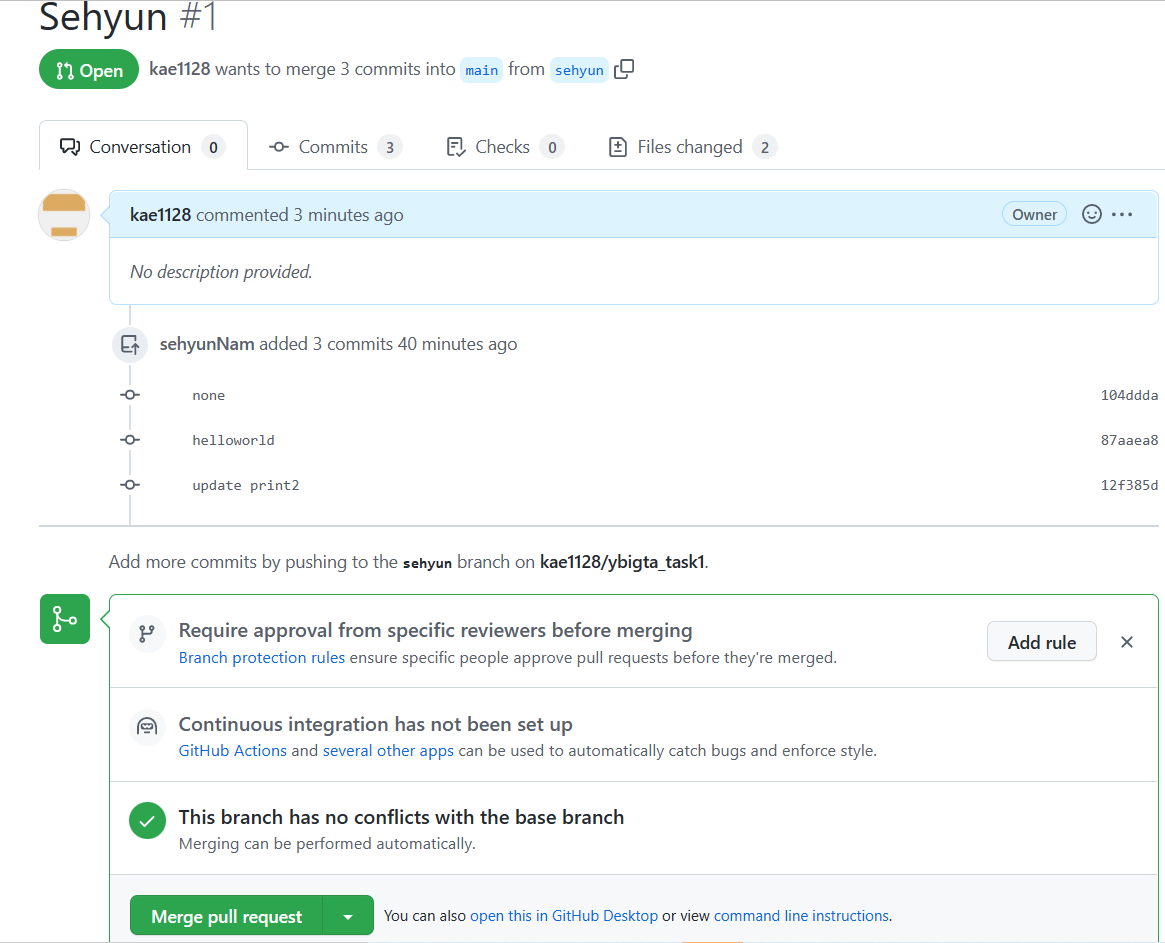 Sehyun #1
Open kae1128 wants to merge 3 commits into main from sehyun
Conversation 0 Commits 3 Checks 0 Files changed 2
kae1128 commented 3 minutes ago Owner
No description provided.
sehyunNam added 3 commits 40 minutes ago
none 104ddda
helloworld 87aaea8
update print2 12f385d
Add more commits by pushing to the sehyun branch on kae1128/ybigta_task1.
Require approval from specific reviewers before merging
Branch protection rules ensure specific people approve pull requests before they're merged.
Add rule
Continuous integration has not been set up
GitHub Actions and several other apps can be used to automatically catch bugs and enforce style.
This branch has no conflicts with the base branch
Merging can be performed automatically.
Merge pull request You can also open this in GitHub Desktop or view command line instructions.